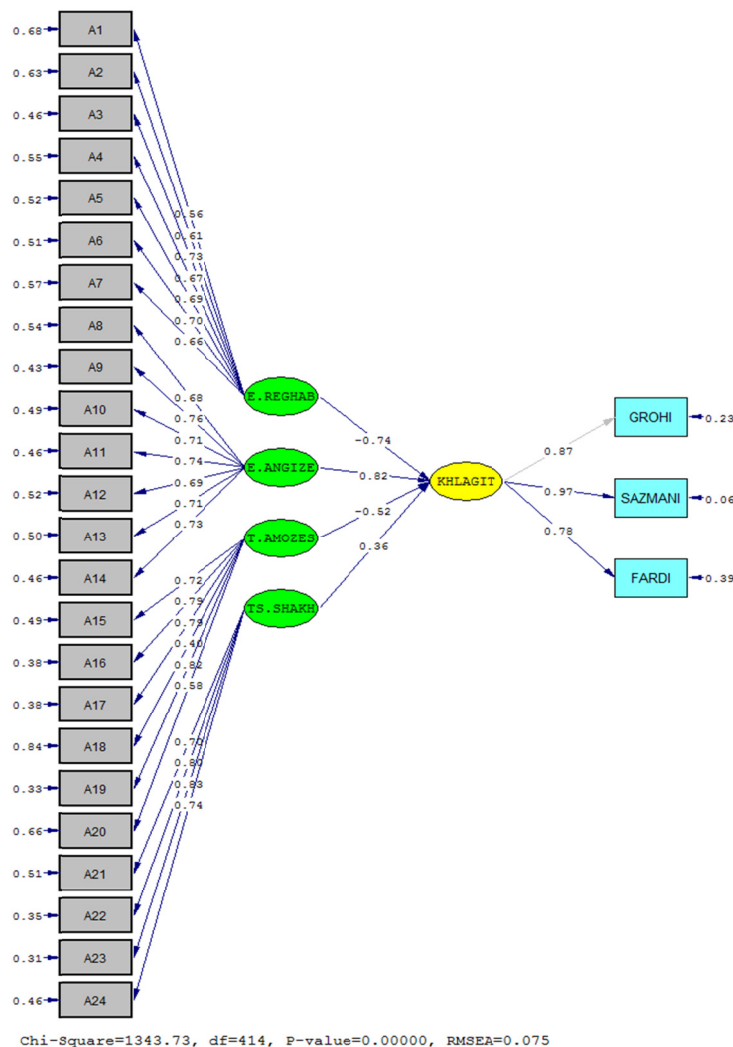 0.68 A1
0.63 A2
0.46 A3
0.55 A4
0.52 A5
0.51 A6
0.57 A7
0.54 A8
0.43 A9
0.49 A10
0.46 A11
0.52 A12
0.50 A13
0.46 A14
0.49 A15
0.38 A16
0.38 A17
0.84 A18
0.33 A19
0.66 A20
0.51 A21
0.35 A22
0.31 A23
0.46 A24
0.56
0.61
0.73
0.67
0.69
0.70
0.66
0.68
0.76
0.71
0.74
0.69
0.71
0.73
0.72
0.79
0.79
0.40
0.82
0.58
0.70
0.80
0.83
0.74
E.REGHAB
E.ANGIZE
T.AMOZES
TS.SHAKH
-0.74
0.82
-0.52
0.36
KHLAGIT
0.87
0.97
0.78
GROHI 0.23
SAZMANI 0.06
FARDI 0.39
Chi-Square=1343.73, df=414, P-value=0.00000, RMSEA=0.075